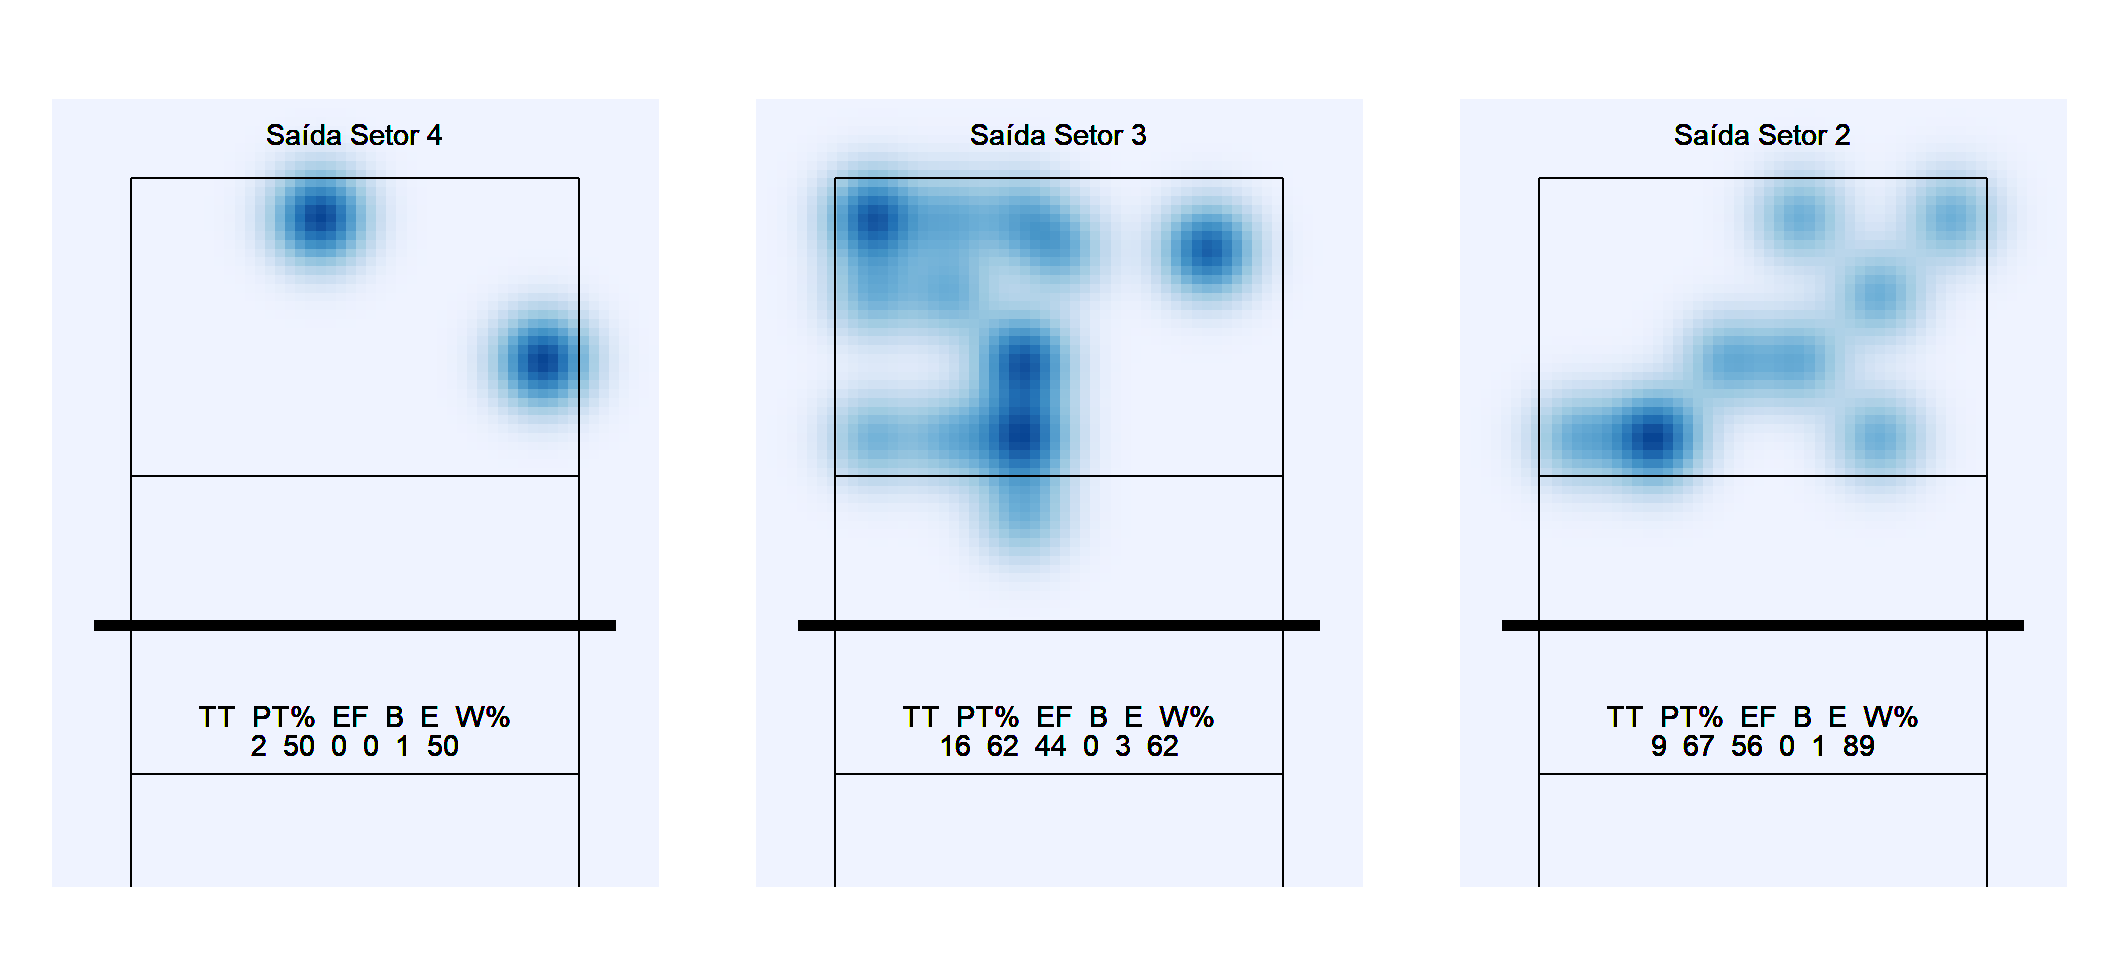 Saída Setor 4
TT PT% EF B E W%
2 50 0 0 1 50
Saída Setor 3
TT PT% EF B E W%
16 62 44 0 3 62
Saída Setor 2
TT PT% EF B E W%
9 67 56 0 1 89